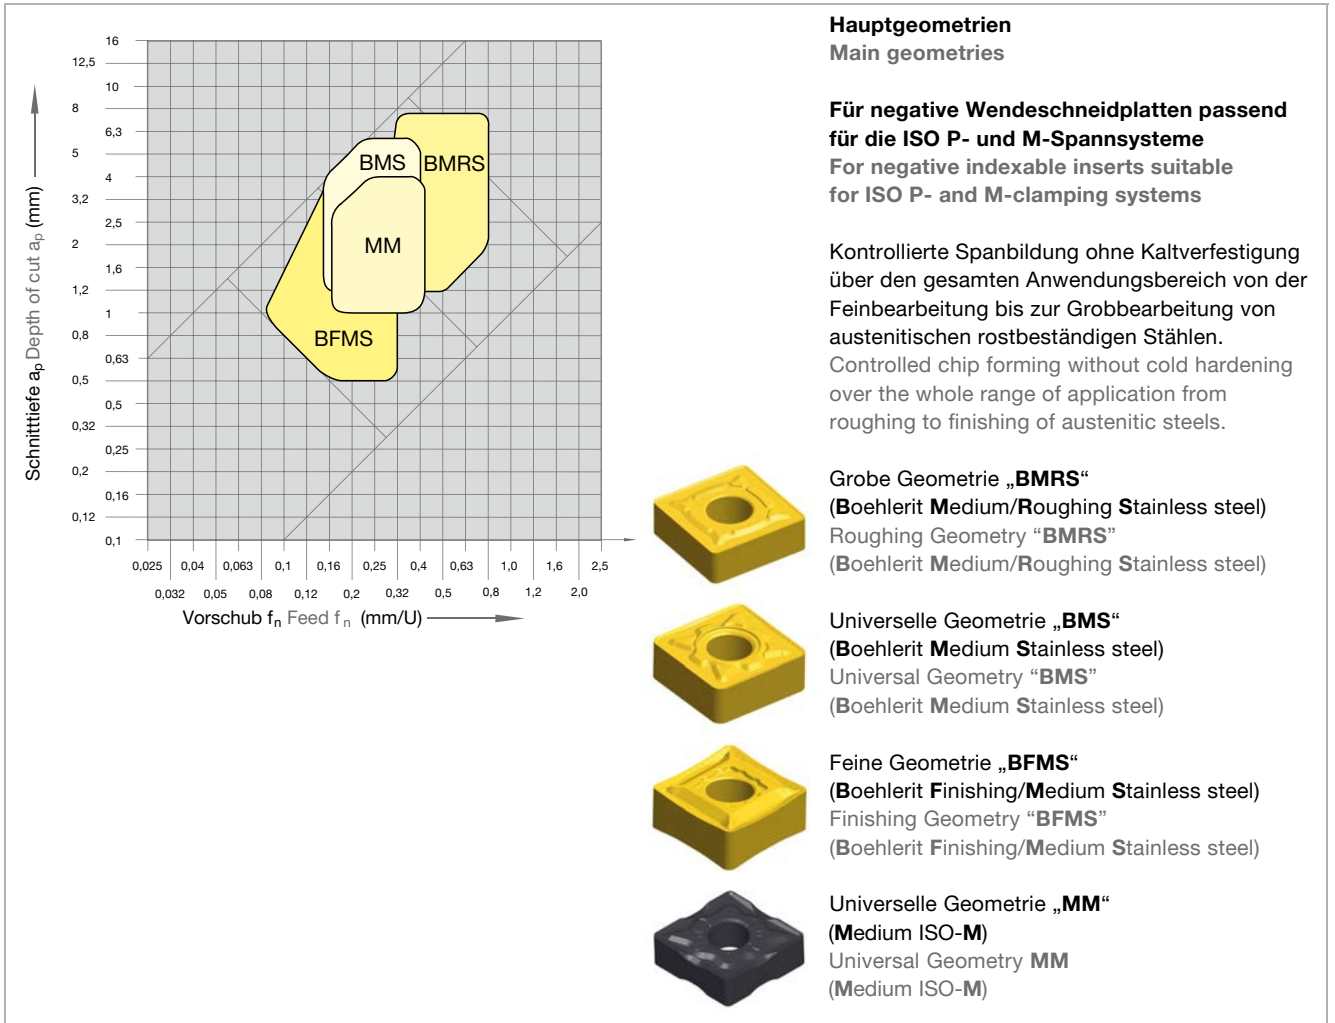 16
12,5
10
8
6,3
5
4
3,2
2,5
2
1,6
1,2
1
0,8
0,63
0,5
0,5
0,32
0,25
0,2
0,16
0,12
0,1
Schnitttiefe ap Depth of cut ap (mm)
BMS
BMRS
MM
BFMS
0,025 0,04 0,063 0,1 0,16 0,25 0,4 0,63 1,0 1,6 2,5
0,032 0,05 0,08 0,12 0,2 0,32 0,5 0,8 1,2 2,0
Vorschub fn Feed fn (mm/U)
Hauptgeometrien
Main geometries
Für negative Wendeschneidplatten passend
für die ISO P- und M-Spannsysteme
For negative indexable inserts suitable
for ISO P- and M-clamping systems
Kontrollierte Spanbildung ohne Kaltverfestigung
über den gesamten Anwendungsbereich von der
Feinbearbeitung bis zur Grobbearbeitung von
austenitischen rostbeständigen Stählen.
Controlled chip forming without cold hardening
over the whole range of application from
roughing to finishing of austenitic steels.
Grobe Geometrie „BMRS“
(Boehlerit Medium/Roughing Stainless steel)
Roughing Geometry “BMRS”
(Boehlerit Medium/Roughing Stainless steel)
Universelle Geometrie „BMS“
(Boehlerit Medium Stainless steel)
Universal Geometry “BMS”
(Boehlerit Medium Stainless steel)
Feine Geometrie „BFMS“
(Boehlerit Finishing/Medium Stainless steel)
Finishing Geometry “BFMS”
(Boehlerit Finishing/Medium Stainless steel)
Universelle Geometrie „MM“
(Medium ISO-M)
Universal Geometry MM
(Medium ISO-M)